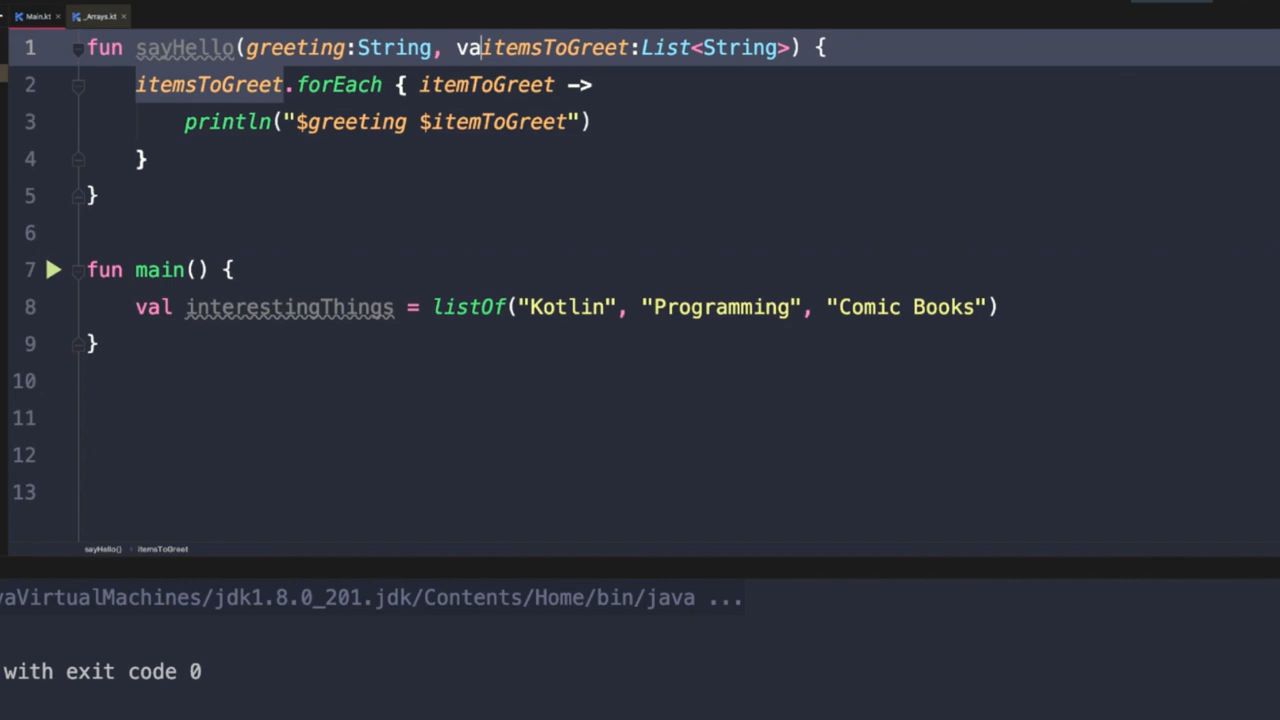 Main.kt × _Arrays.kt ×
1 fun sayHello(greeting:String, vaitemsToGreet:List<String>) {
2 itemsToGreet.forEach { itemToGreet ->
3 println("$greeting $itemToGreet")
4 }
5 }
6
7 fun main() {
8 val interestingThings = listOf("Kotlin", "Programming", "Comic Books")
9 }
10
11
12
13
sayHello() › itemsToGreet
vaVirtualMachines/jdk1.8.0_201.jdk/Contents/Home/bin/java ...
with exit code 0